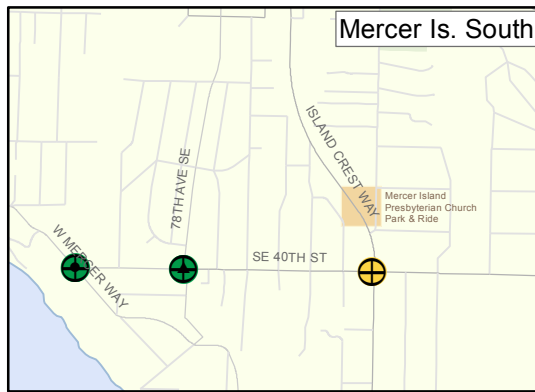 Mercer Is. South
ISLAND CREST WAY
78TH AVE SE
Mercer Island
Presbyterian Church
Park & Ride
W MERCER WAY
SE 40TH ST